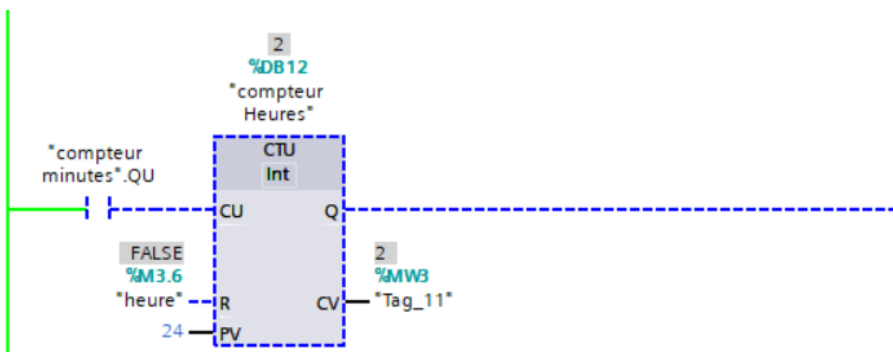 2
%DB12
"compteur
Heures"
"compteur
minutes".QU
CTU
Int
CU
Q
FALSE
%M3.6
"heure"
R
2
%MW3
CV
"Tag_11"
24
PV